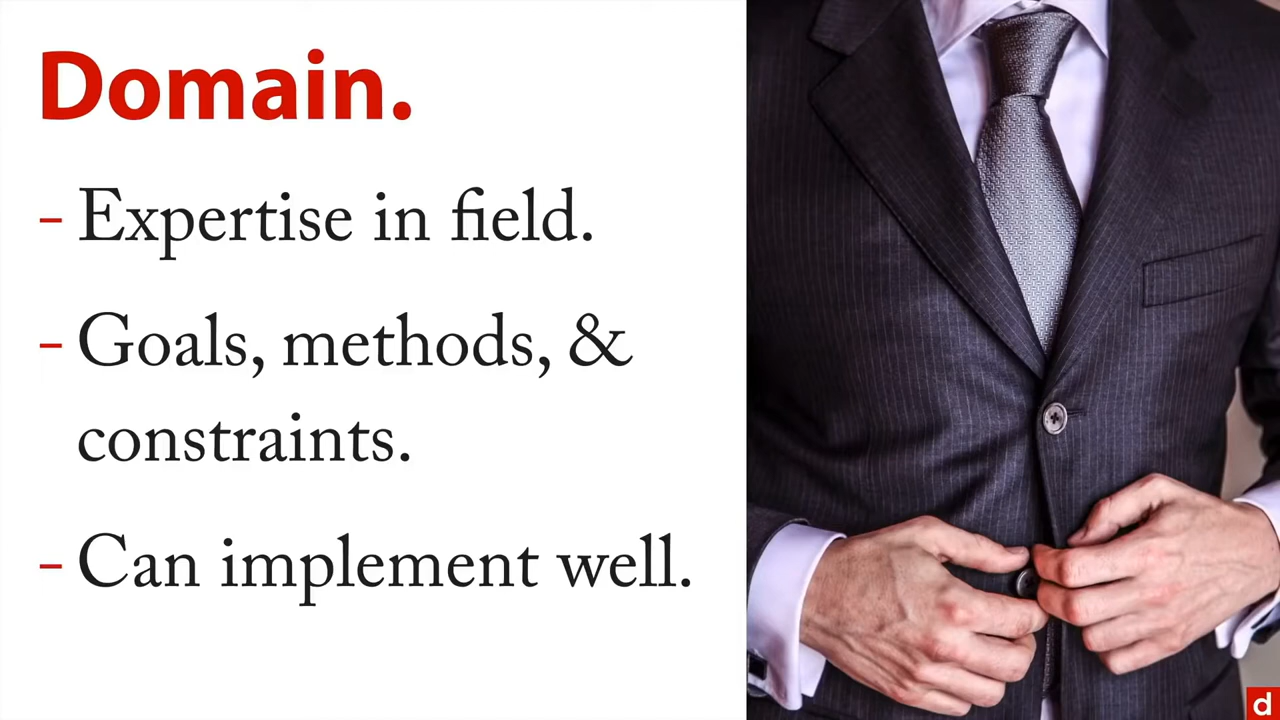 Domain.
- Expertise in field.
- Goals, methods, &
constraints.
- Can implement well.
d